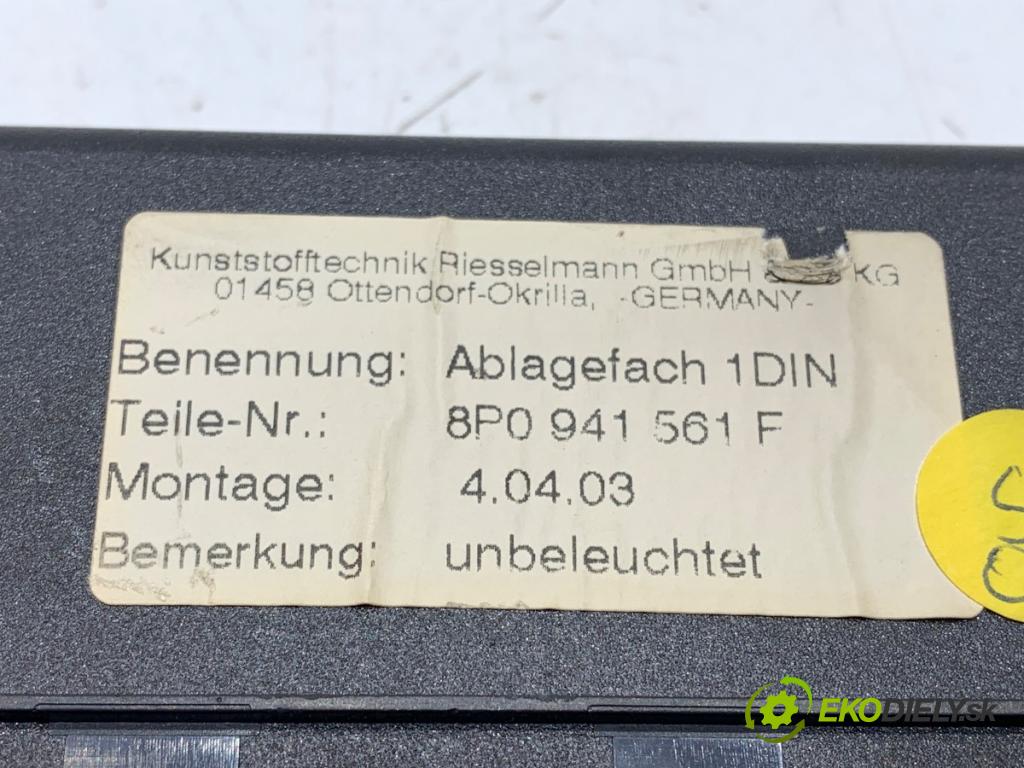 Kunststofftechnik Riesselmann GmbH KG
01458 Ottendorf-Okrilla, -GERMANY-
Benennung: Ablagefach 1DIN
Teile-Nr.: 8P0 941 561 F
Montage: 4.04.03
Bemerkung: unbeleuchtet
EKODIELY.SK